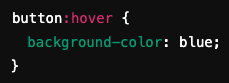 button:hover {
  background-color: blue;
}